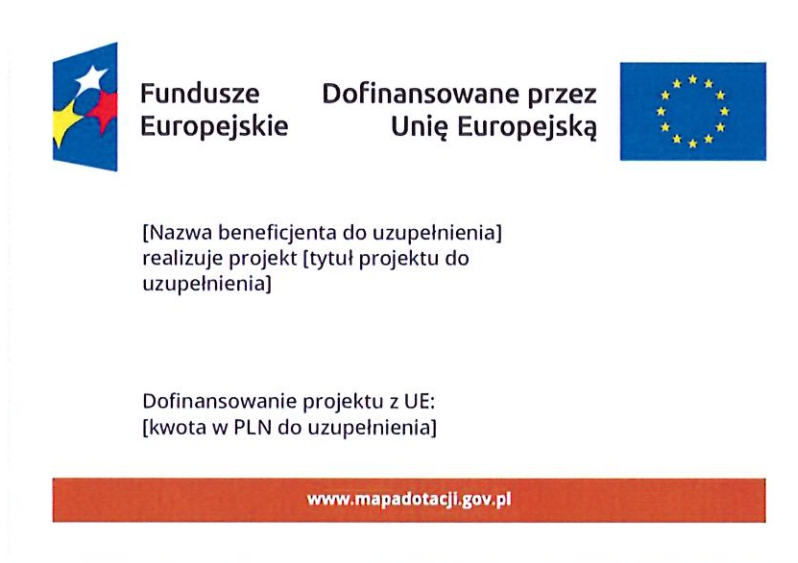 Fundusze
Europejskie
Dofinansowane przez
Unię Europejską
[Nazwa beneficjenta do uzupełnienia]
realizuje projekt [tytuł projektu do
uzupełnienia]
Dofinansowanie projektu z UE:
[kwota w PLN do uzupełnienia]
www.mapadotacji.gov.pl